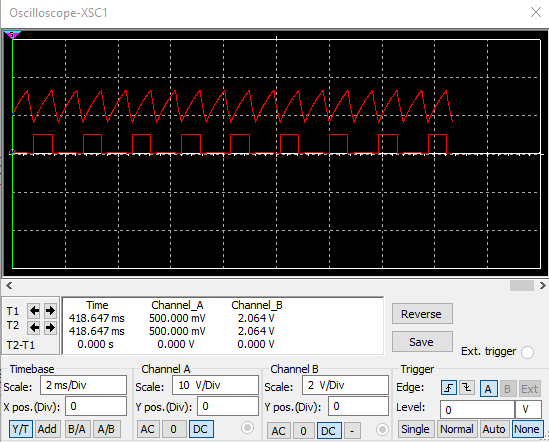 Oscilloscope-XSC1
T1
T2
T2-T1
Time Channel_A Channel_B
418.647 ms 500.000 mV 2.064 V
418.647 ms 500.000 mV 2.064 V
0.000 s 0.000 V 0.000 V
Reverse
Save
Ext. trigger
Timebase
Scale: 2 ms/Div
X pos.(Div): 0
Y/T Add B/A A/B
Channel A
Scale: 10 V/Div
Y pos.(Div): 0
AC 0 DC
Channel B
Scale: 2 V/Div
Y pos.(Div): 0
AC 0 DC -
Trigger
Edge: A B Ext
Level: 0 V
Single Normal Auto None